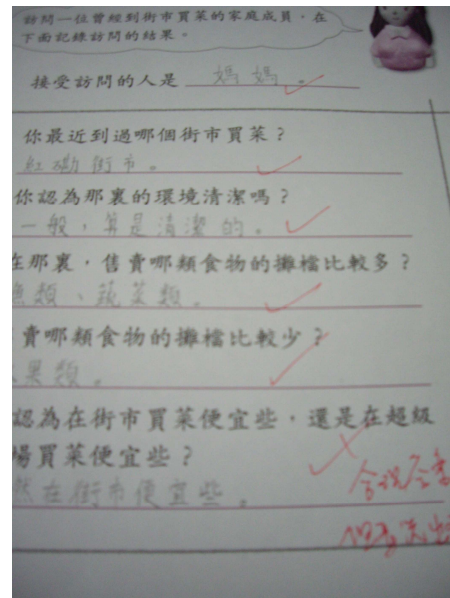 訪問一位曾經到街市買菜的家庭成員，在
下面記錄訪問的結果。
接受訪問的人是 媽媽。
你最近到過哪個街市買菜？
紅磡街市。
你認為那裏的環境清潔嗎？
一般，算是清潔的。
在那裏，售賣哪類食物的攤檔比較多？
魚類、蔬菜類。
賣哪類食物的攤檔比較少？
果類。
認為在街市買菜便宜些，還是在超級
場買菜便宜些？
然在街市便宜些。